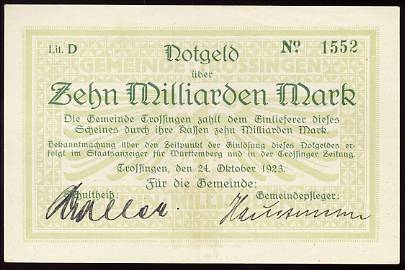 Lit. D
Notgeld
No 1552
über
GEMEINDE TROSSINGEN
Zehn Milliarden Mark
Die Gemeinde Trossingen zahlt dem Einlieferer dieses
Scheines durch ihre Kassen zehn Milliarden Mark.
Bekanntmachung über den Zeitpunkt der Einlösung dieses Notgeldes er-
folgt im Staatsanzeiger für Württemberg und in der Trossinger Zeitung
Trossingen, den 24. Oktober 1923.
Für die Gemeinde:
Schultheiß:
Gemeindepfleger: